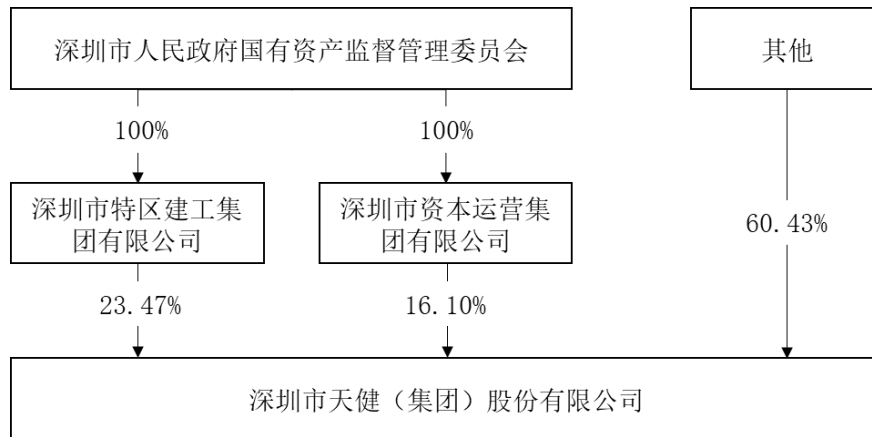 深圳市人民政府国有资产监督管理委员会
其他
100%
100%
深圳市特区建工集
团有限公司
深圳市资本运营集
团有限公司
60.43%
23.47%
16.10%
深圳市天健（集团）股份有限公司